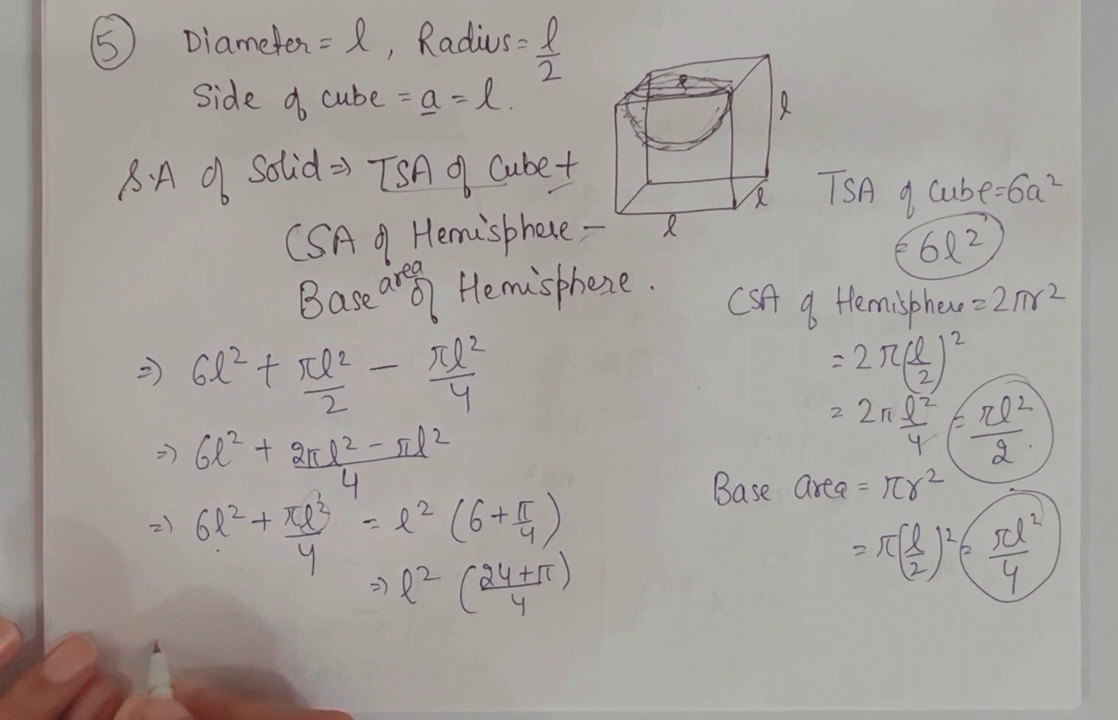 ⑤ Diameter = l , Radius = l/2
Side of cube = a = l.
S.A of Solid ⇒ TSA of Cube +
CSA of Hemisphere -
Base area of Hemisphere .
⇒ 6l² + πl²/2 - πl²/4
⇒ 6l² + (2πl² - πl²)/4
⇒ 6l² + πl²/4 = l² (6 + π/4)
⇒ l² ((24 + π)/4)
l
l
l
l
TSA of Cube = 6a²
= 6l²
CSA of Hemisphere = 2πr²
= 2π(l/2)²
= 2π l²/4 = πl²/2
Base area = πr²
= π(l/2)² = πl²/4